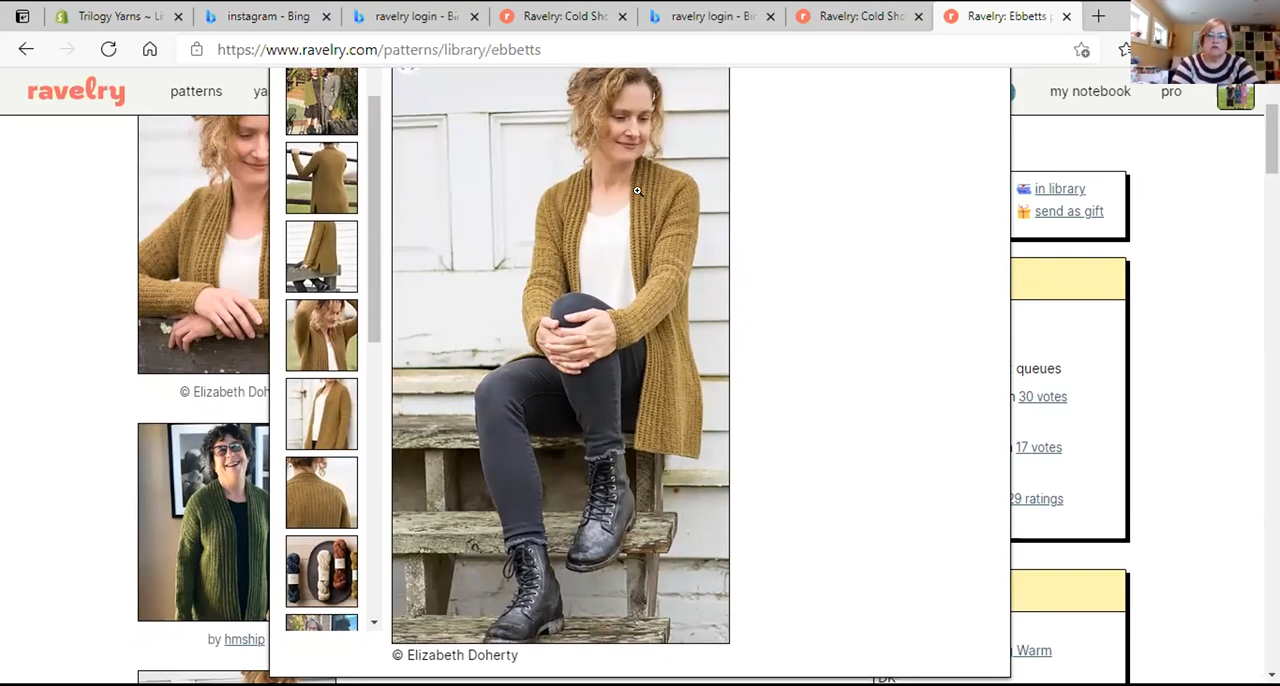 Trilogy Yarns ~ Li
instagram - Bing
ravelry login - Bi
Ravelry: Cold Sho
ravelry login - Bin
Ravelry: Cold Sho
Ravelry: Ebbetts p
https://www.ravelry.com/patterns/library/ebbetts
ravelry
patterns
ya
my notebook
pro
in library
send as gift
queues
30 votes
17 votes
29 ratings
© Elizabeth Doh
by hmship
© Elizabeth Doherty
Warm
DK